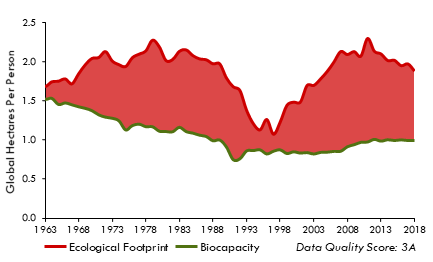 Global Hectares Per Person
2.5
2.0
1.5
1.0
0.5
0.0
1963 1968 1973 1978 1983 1988 1993 1998 2003 2008 2013 2018
Ecological Footprint Biocapacity Data Quality Score: 3A